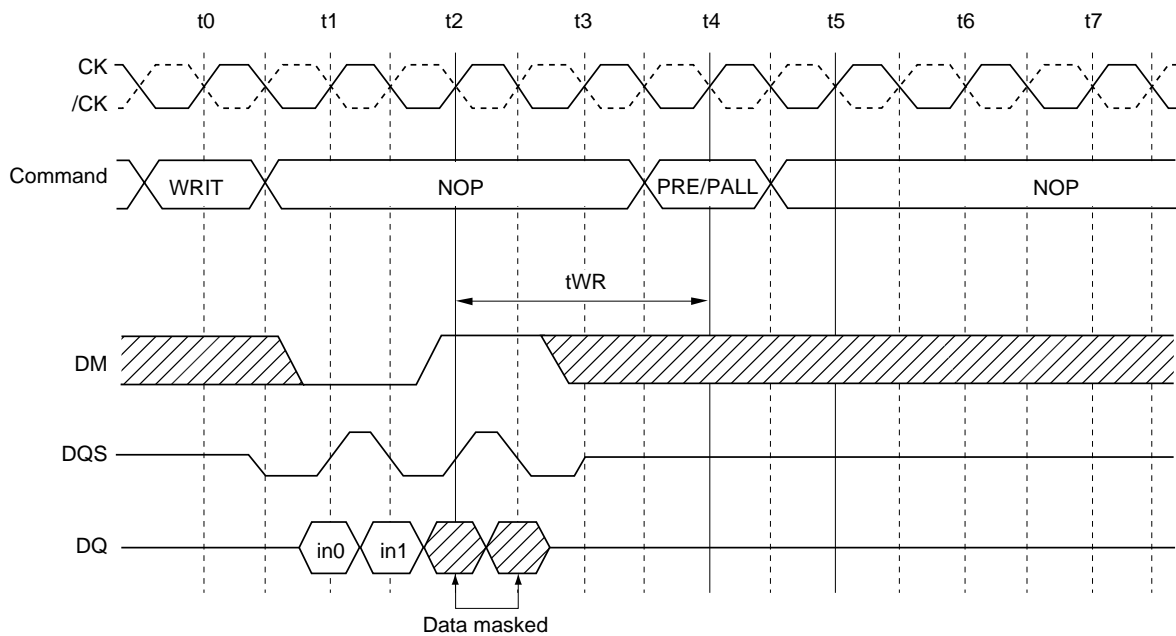 t0 t1 t2 t3 t4 t5 t6 t7
CK
/CK
Command WRIT NOP PRE/PALL NOP
tWR
DM
DQS
DQ in0 in1
Data masked